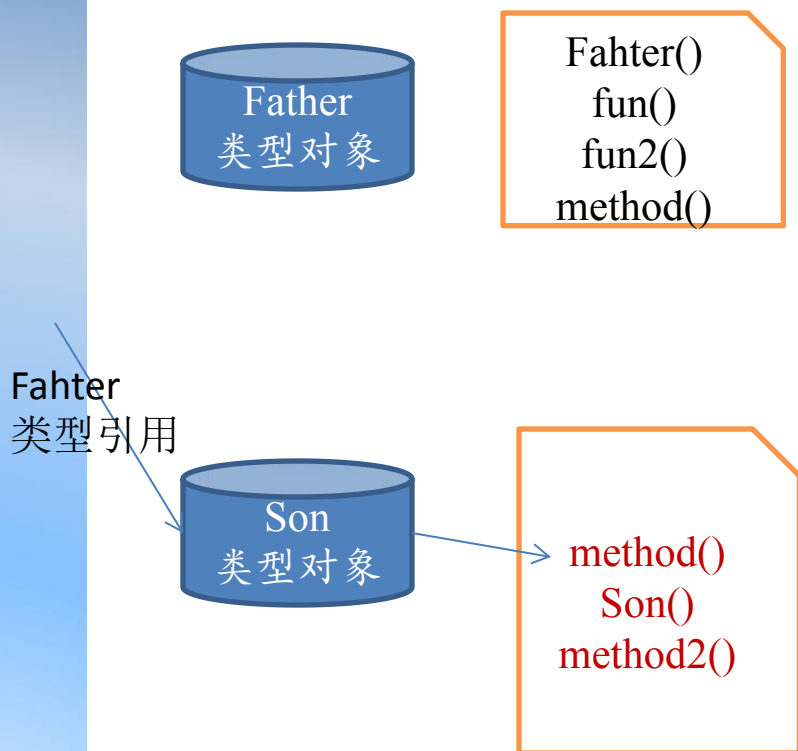 Father
类型对象
Fahter()
fun()
fun2()
method()
Fahter
类型引用
Son
类型对象
method()
Son()
method2()